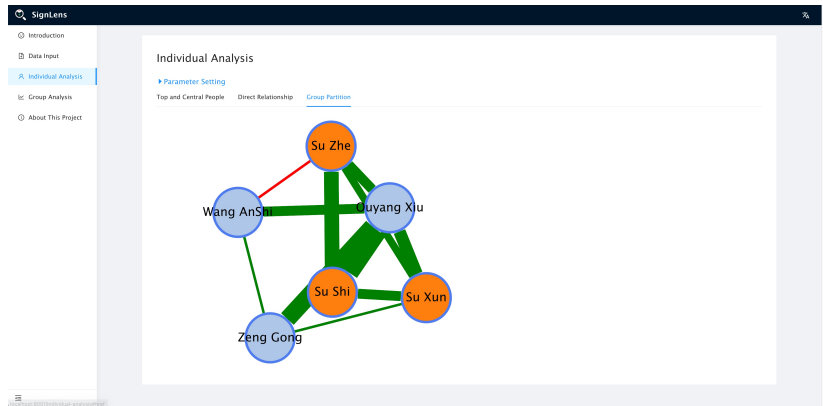 SignLens
Introduction
Data Input
Individual Analysis
Group Analysis
About This Project
Individual Analysis
Parameter Setting
Top and Central People Direct Relationship Group Partition
Su Zhe
Wang AnShi
Ouyang Xiu
Su Shi
Su Xun
Zeng Gong